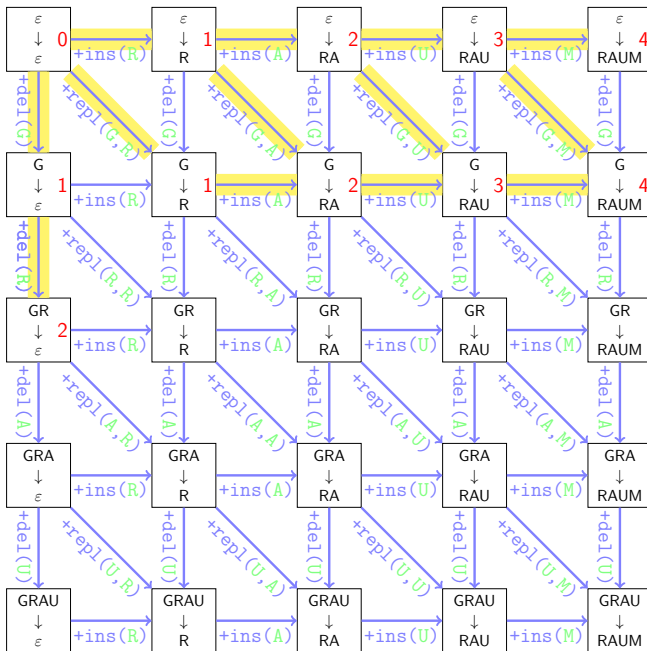 ε → ε 0 +ins(R) ε → R 1 +ins(A) ε → RA 2 +ins(U) ε → RAU 3 +ins(M) ε → RAUM 4
+del(G) +repl(G,R) +del(G) +repl(G,A) +del(G) +repl(G,U) +del(G) +repl(G,M) +del(G)
G → ε 1 +ins(R) G → R 1 +ins(A) G → RA 2 +ins(U) G → RAU 3 +ins(M) G → RAUM 4
+del(R) +repl(R,R) +del(R) +repl(R,A) +del(R) +repl(R,U) +del(R) +repl(R,M) +del(R)
GR → ε 2 +ins(R) GR → R +ins(A) GR → RA +ins(U) GR → RAU +ins(M) GR → RAUM
+del(A) +repl(A,R) +del(A) +repl(A,A) +del(A) +repl(A,U) +del(A) +repl(A,M) +del(A)
GRA → ε +ins(R) GRA → R +ins(A) GRA → RA +ins(U) GRA → RAU +ins(M) GRA → RAUM
+del(U) +repl(U,R) +del(U) +repl(U,A) +del(U) +repl(U,U) +del(U) +repl(U,M) +del(U)
GRAU → ε +ins(R) GRAU → R +ins(A) GRAU → RA +ins(U) GRAU → RAU +ins(M) GRAU → RAUM